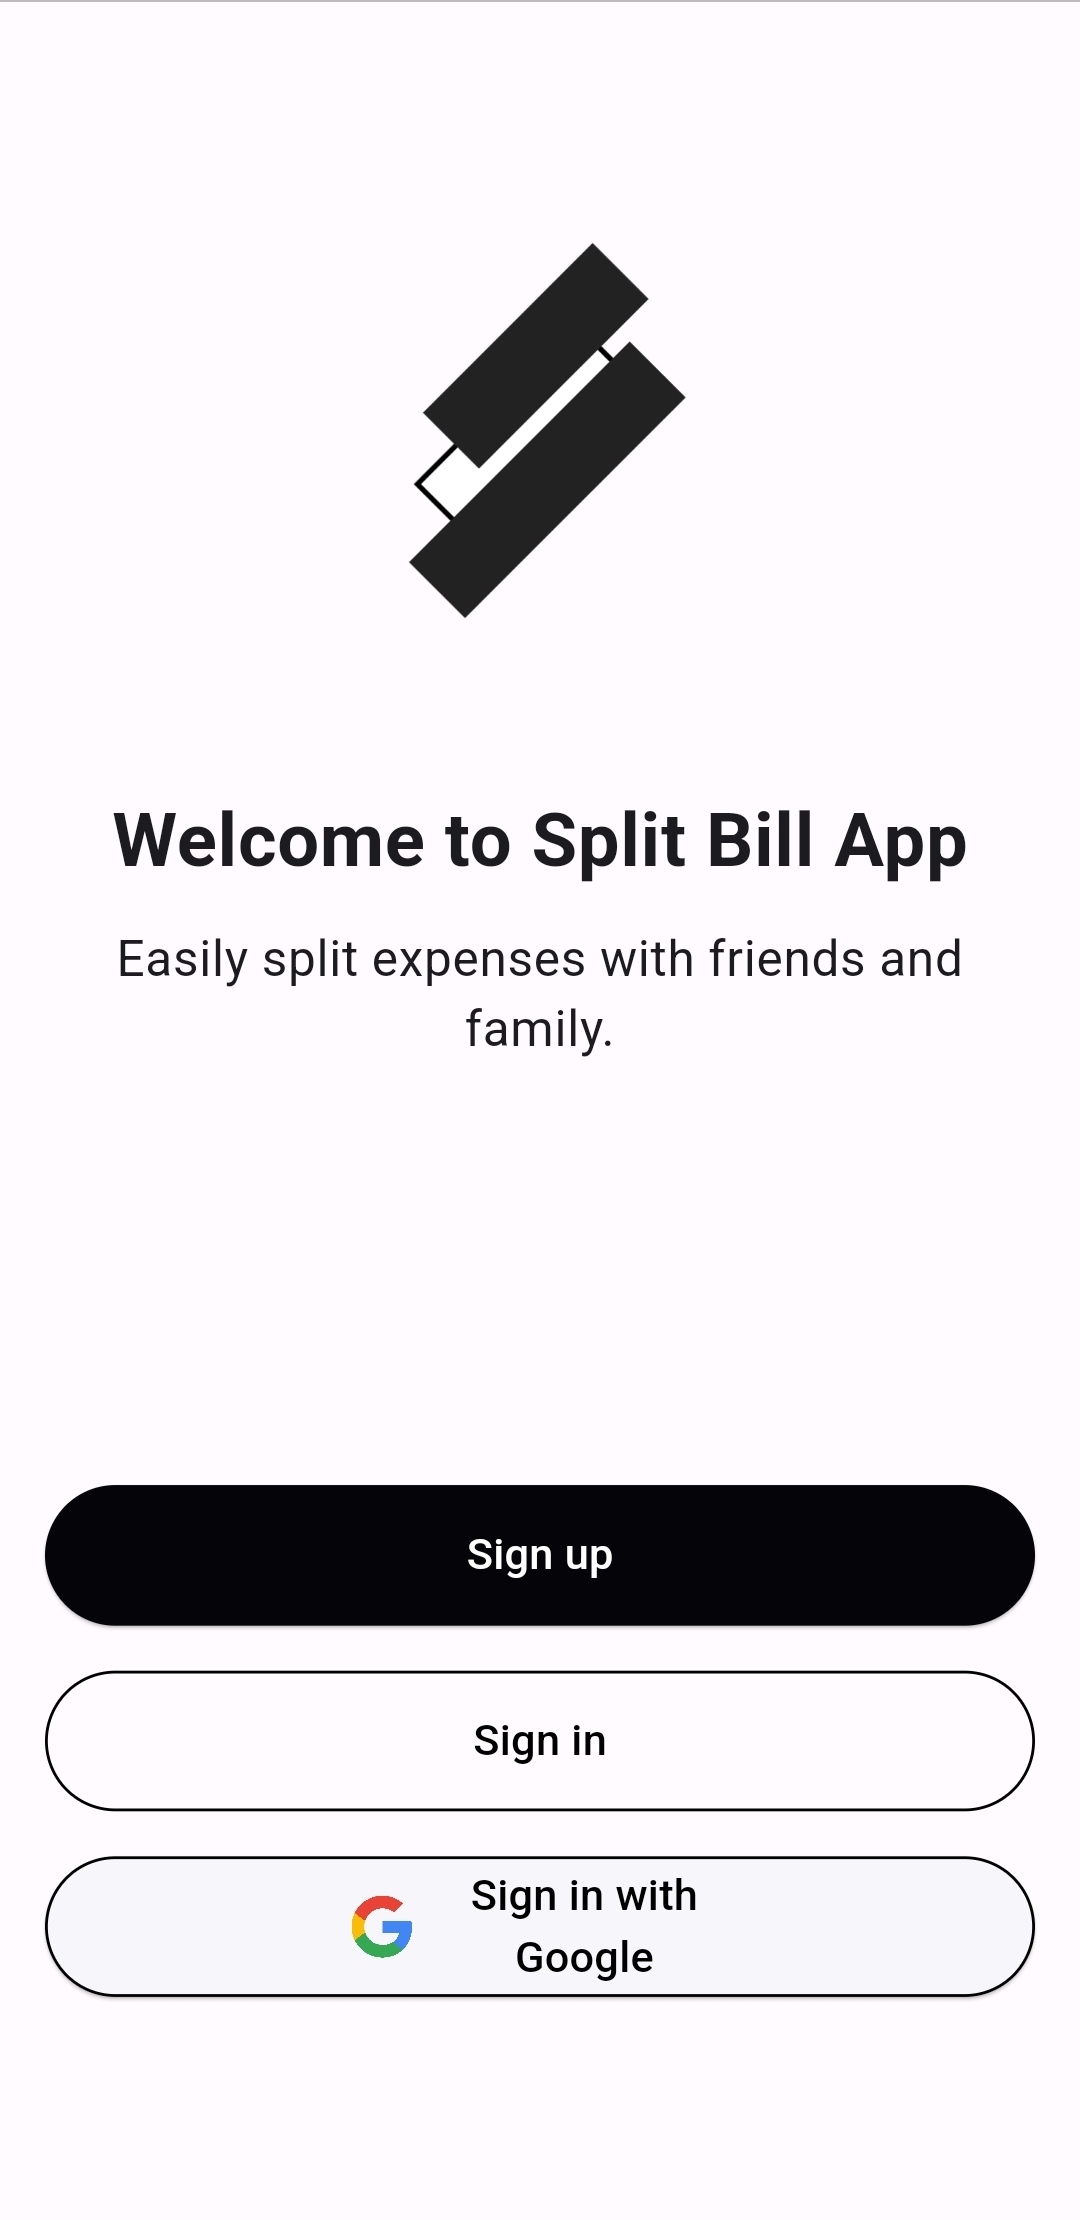 Welcome to Split Bill App
Easily split expenses with friends and
family.
Sign up
Sign in
Sign in with
Google